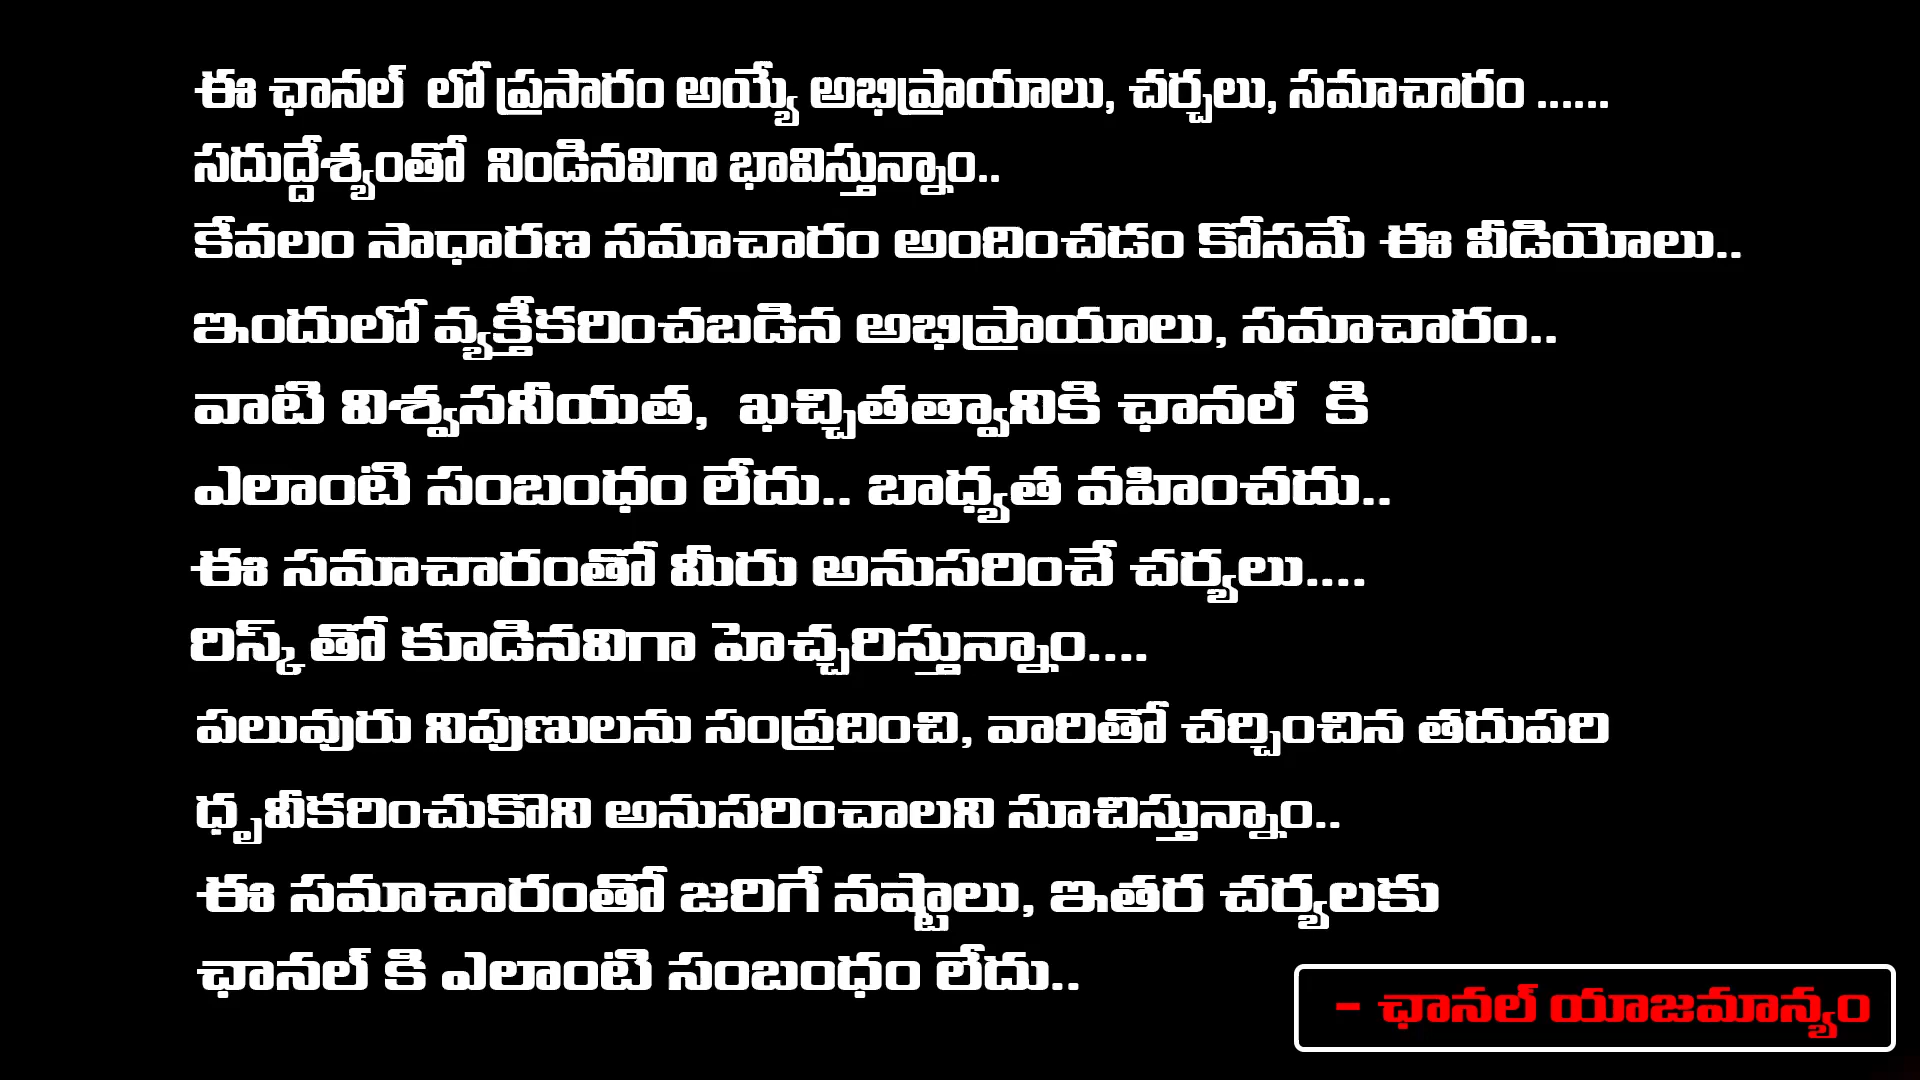 ఈ ఛానల్ లో ప్రసారం అయ్యే అభిప్రాయాలు, చర్చలు, సమాచారం ......
సదుద్దేశ్యంతో నిండినవిగా భావిస్తున్నాం..
కేవలం సాధారణ సమాచారం అందించడం కోసమే ఈ వీడియోలు..
ఇందులో వ్యక్తీకరించబడిన అభిప్రాయాలు, సమాచారం..
వాటి విశ్వసనీయత, ఖచ్చితత్వానికి ఛానల్ కి
ఎలాంటి సంబంధం లేదు.. బాధ్యత వహించదు..
ఈ సమాచారంతో మీరు అనుసరించే చర్యలు....
రిస్క్ తో కూడినవిగా హెచ్చరిస్తున్నాం....
పలువురు నిపుణులను సంప్రదించి, వారితో చర్చించిన తదుపరి
ధృవీకరించుకొని అనుసరించాలని సూచిస్తున్నాం..
ఈ సమాచారంతో జరిగే నష్టాలు, ఇతర చర్యలకు
ఛానల్ కి ఎలాంటి సంబంధం లేదు..
- ఛానల్ యాజమాన్యం